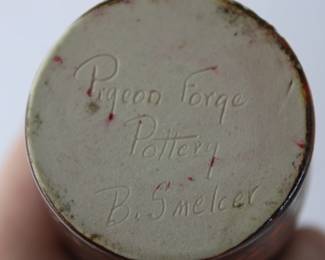 Pigeon Forge
Pottery
B. Smelcer